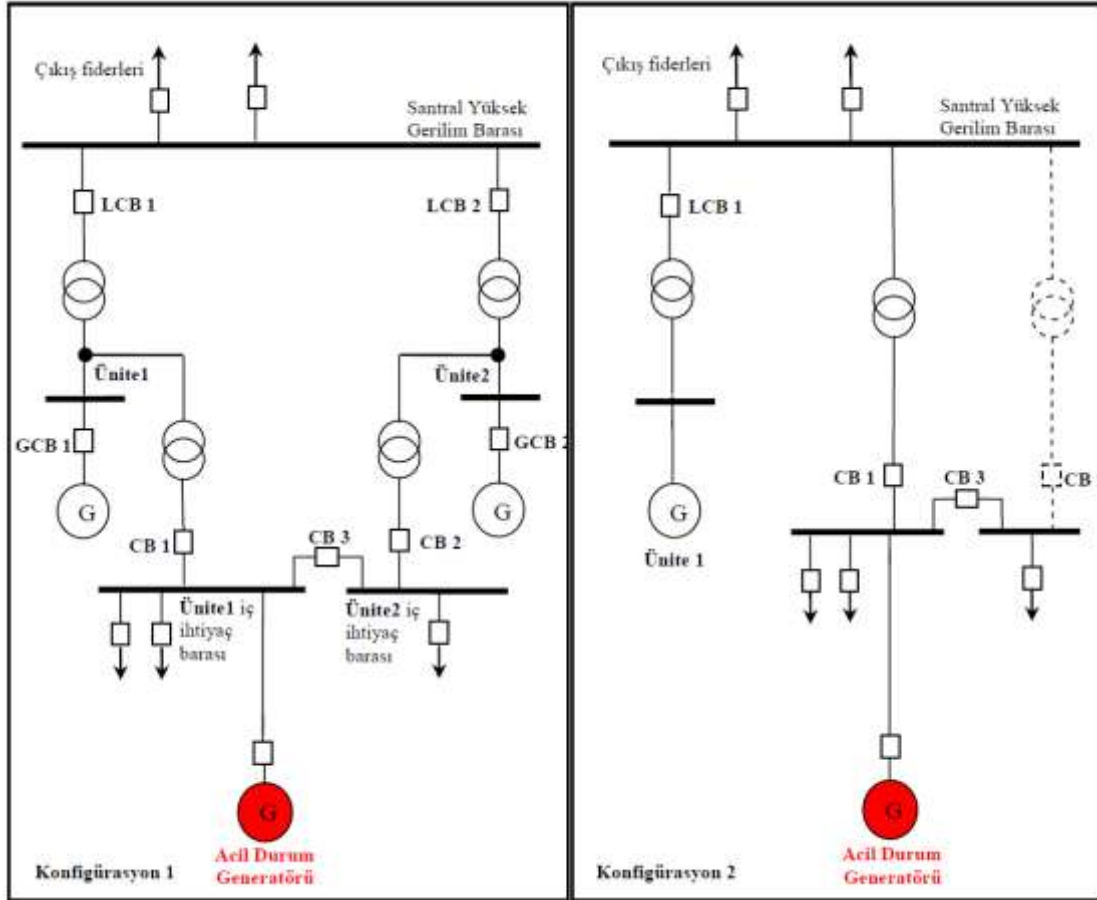 Çıkış fiderleri
Santral Yüksek
Gerilim Barası
LCB 1
LCB 2
Ünite1
Ünite2
GCB 1
GCB 2
G
G
CB 1
CB 3
CB 2
Ünite1 iç
ihtiyaç
barası
Ünite2 iç
ihtiyaç
barası
G
Acil Durum
Generatörü
Konfigürasyon 1
Çıkış fiderleri
Santral Yüksek
Gerilim Barası
LCB 1
CB 1
CB 3
CB
G
Ünite 1
G
Acil Durum
Generatörü
Konfigürasyon 2